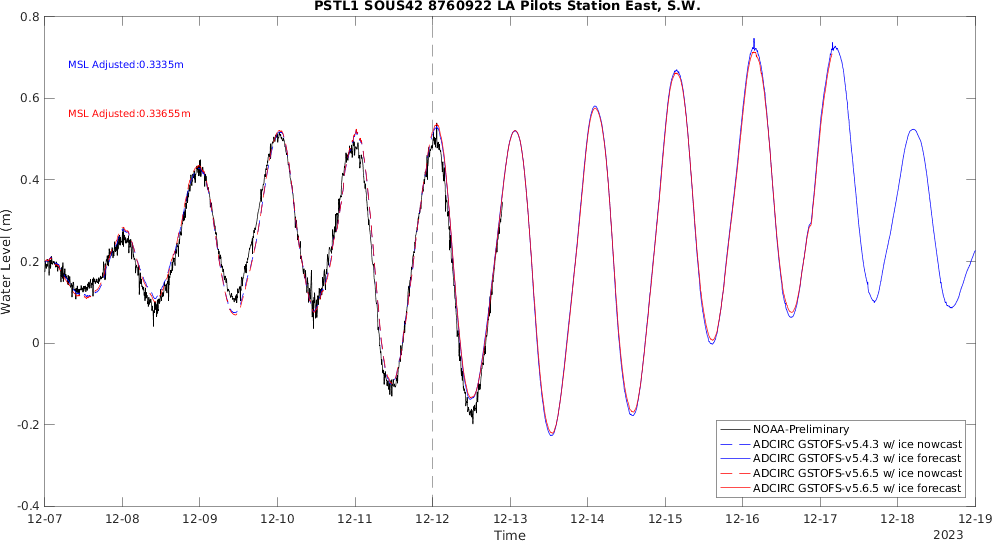 PSTL1 SOUS42 8760922 LA Pilots Station East, S.W.
0.8
MSL Adjusted:0.3335m
0.6
MSL Adjusted:0.33655m
0.4
0.2
0
-0.2
-0.4
Water Level (m)
NOAA-Preliminary
ADCIRC GSTOFS-v5.4.3 w/ ice nowcast
ADCIRC GSTOFS-v5.4.3 w/ ice forecast
ADCIRC GSTOFS-v5.6.5 w/ ice nowcast
ADCIRC GSTOFS-v5.6.5 w/ ice forecast
12-07 12-08 12-09 12-10 12-11 12-12 12-13 12-14 12-15 12-16 12-17 12-18 12-19
Time
2023